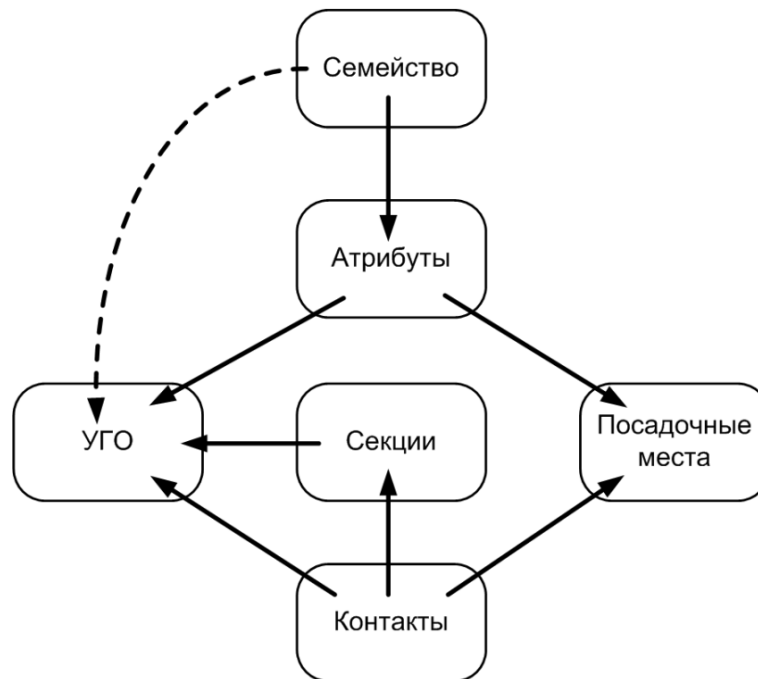 Семейство
Атрибуты
УГО
Секции
Посадочные
места
Контакты